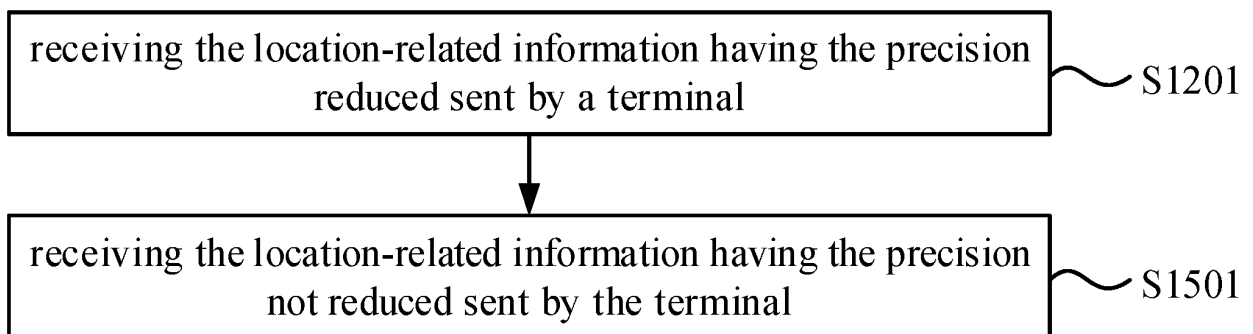 receiving the location-related information having the precision
reduced sent by a terminal
S1201
receiving the location-related information having the precision
not reduced sent by the terminal
S1501